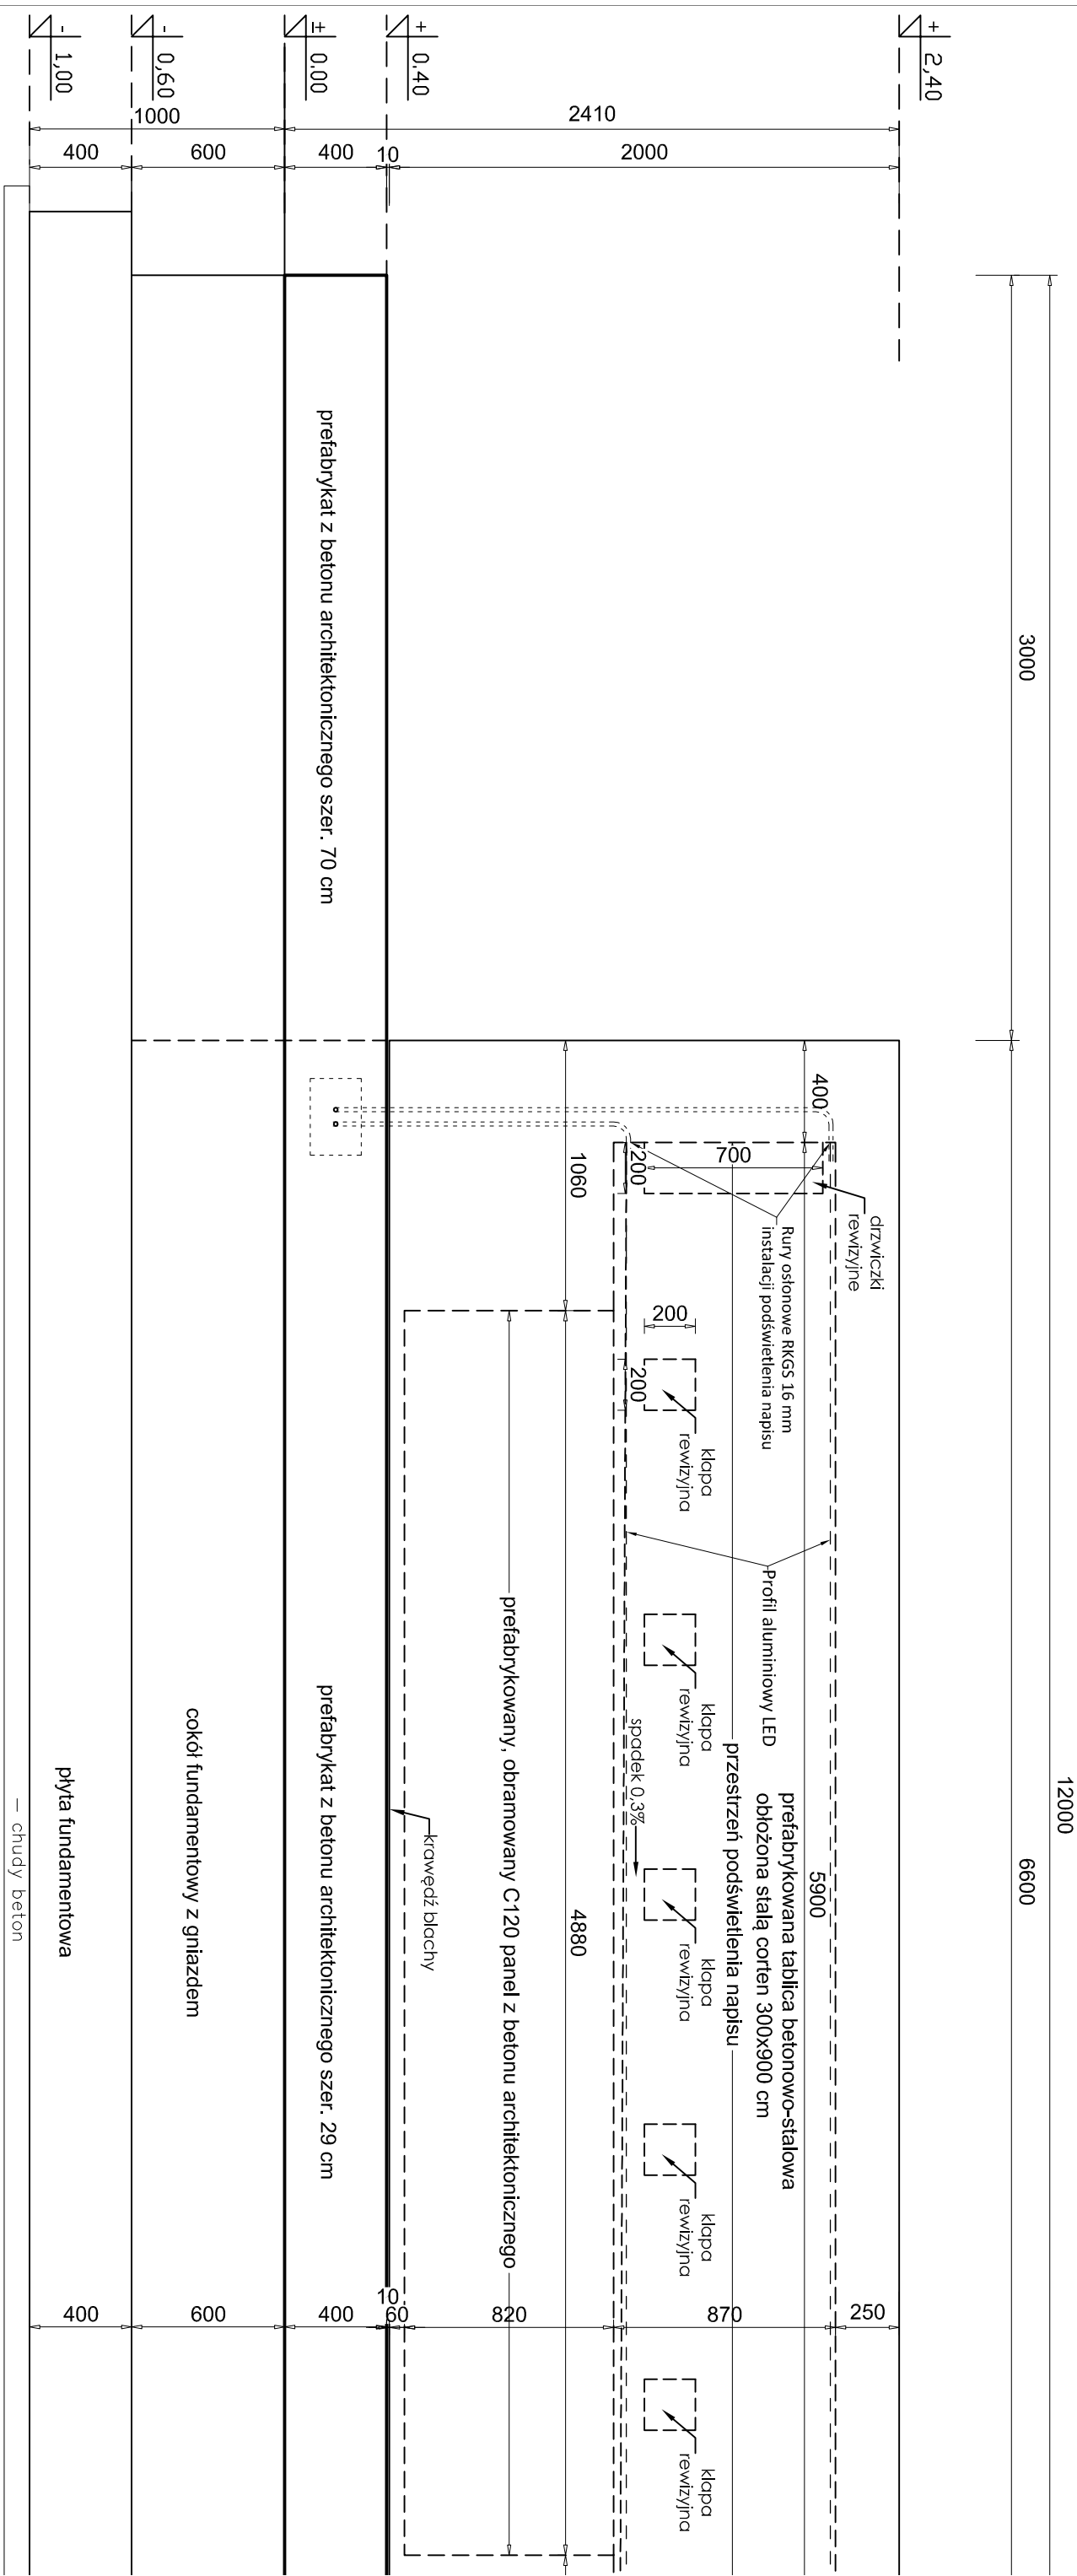 +
2,40
+
0,40
±
0,00
-
0,60
-
1,00
2410
1000
2000
10
400
600
400
12000
3000
6600
prefabrykat z betonu architektonicznego szer. 70 cm
400
5900
700
200
1060
4880
drzwiczki
rewizyjne
Rury osłonowe RKGS 16 mm
instalacji podświetlenia napisu
200
200
klapa
rewizyjna
Profil aluminiowy LED
klapa
rewizyjna
prefabrykowana tablica betonowo-stalowa
obłożona stalą corten 300x900 cm
przestrzeń podświetlenia napisu
spadek 0,3%
klapa
rewizyjna
klapa
rewizyjna
klapa
rewizyjna
prefabrykowany, obramowany C120 panel z betonu architektonicznego
krawędź blachy
prefabrykat z betonu architektonicznego szer. 29 cm
cokół fundamentowy z gniazdem
płyta fundamentowa
– chudy beton
250
870
820
60
10
400
600
400